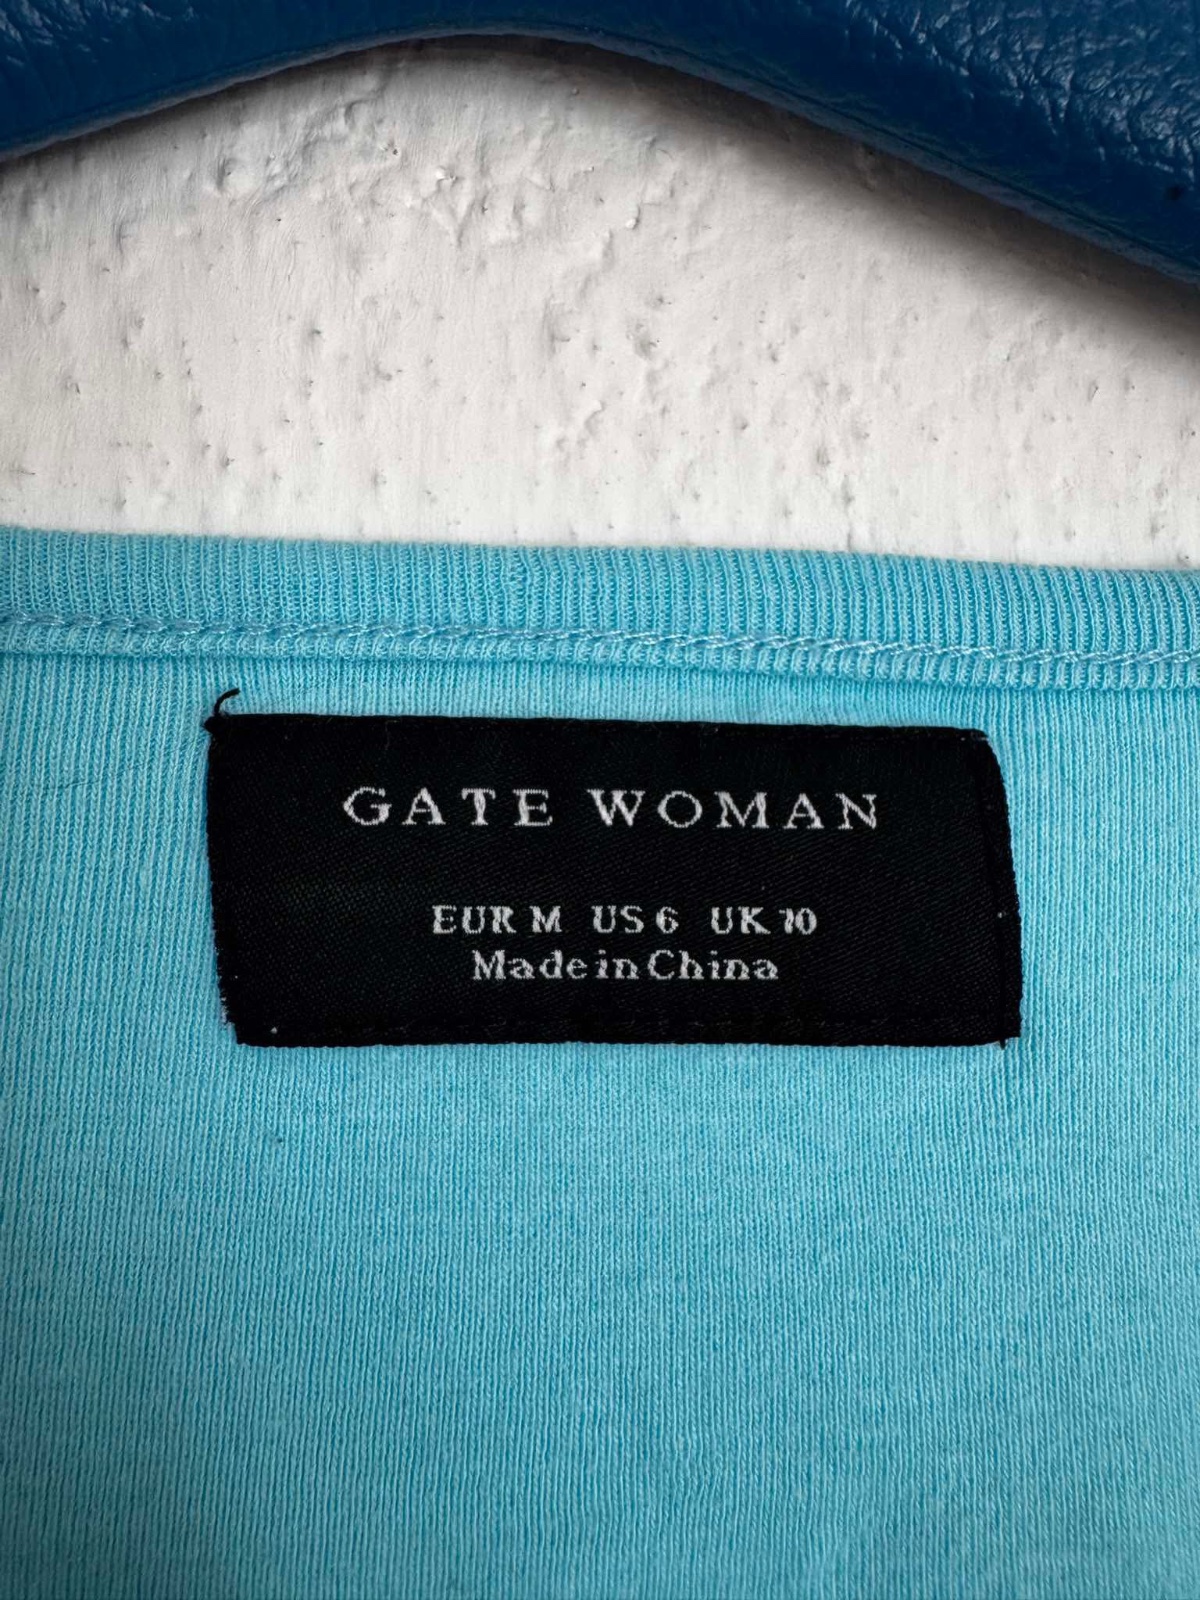 GATE WOMAN
EUR M US 6 UK 10
Made in China